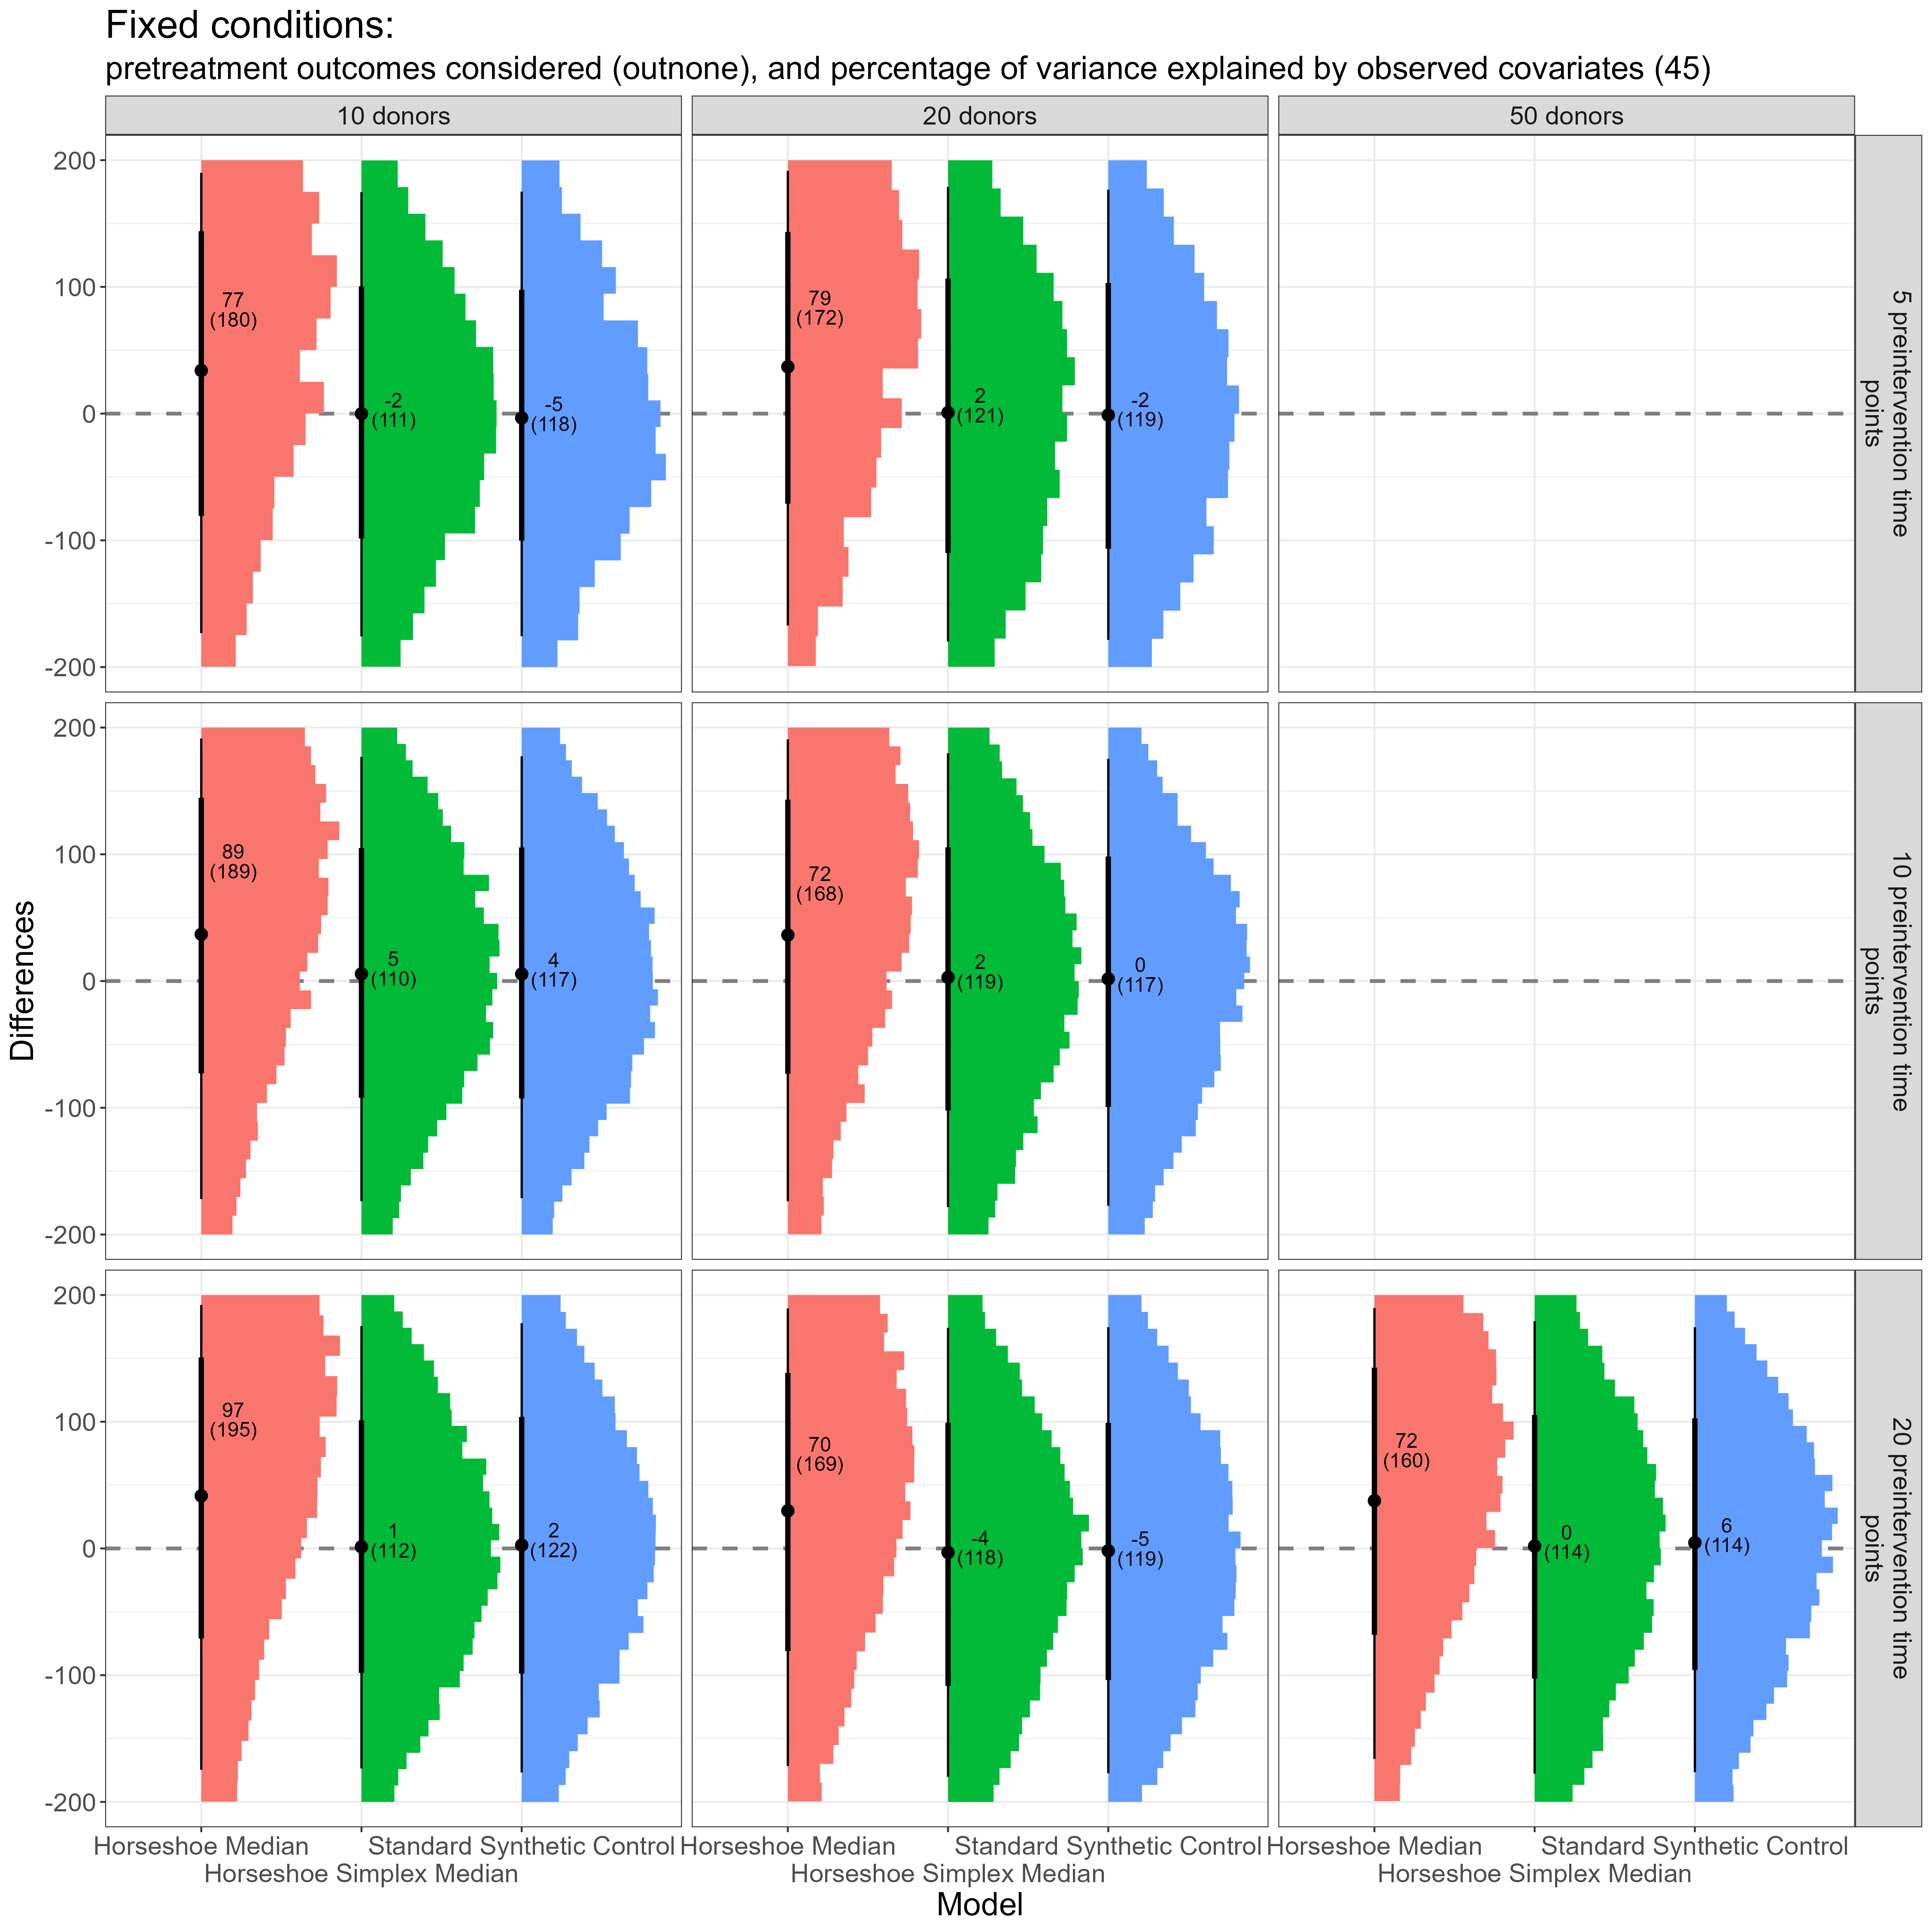 Fixed conditions:
pretreatment outcomes considered (outnone), and percentage of variance explained by observed covariates (45)
10 donors
20 donors
50 donors
200
100
0
-100
-200
77
(180)
-2
(111)
-5
(118)
79
(172)
2
(121)
-2
(119)
5 preintervention time
points
200
100
0
-100
-200
89
(189)
5
(110)
4
(117)
72
(168)
2
(119)
0
(117)
10 preintervention time
points
200
100
0
-100
-200
97
(195)
1
(112)
2
(122)
70
(169)
-4
(118)
-5
(119)
72
(160)
0
(114)
6
(114)
20 preintervention time
points
Differences
Horseshoe Median
Horseshoe Simplex Median
Standard Synthetic Control
Horseshoe Median
Horseshoe Simplex Median
Standard Synthetic Control
Horseshoe Median
Horseshoe Simplex Median
Standard Synthetic Control
Model